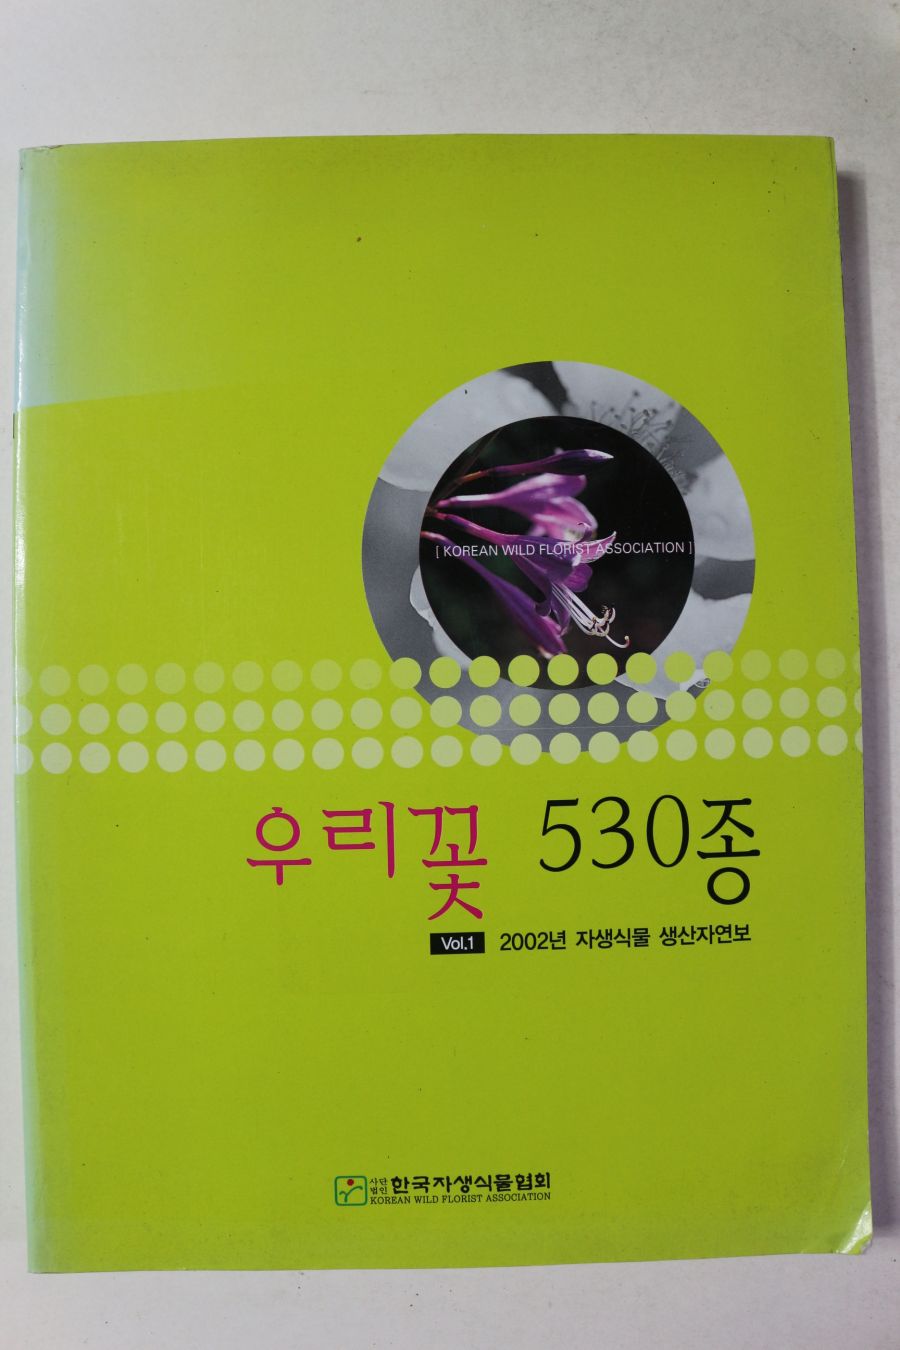 [ KOREAN WILD FLORIST ASSOCIATION ]
우리꽃 530종
Vol.1 2002년 자생식물 생산자연보
사단법인 한국자생식물협회
KOREAN WILD FLORIST ASSOCIATION